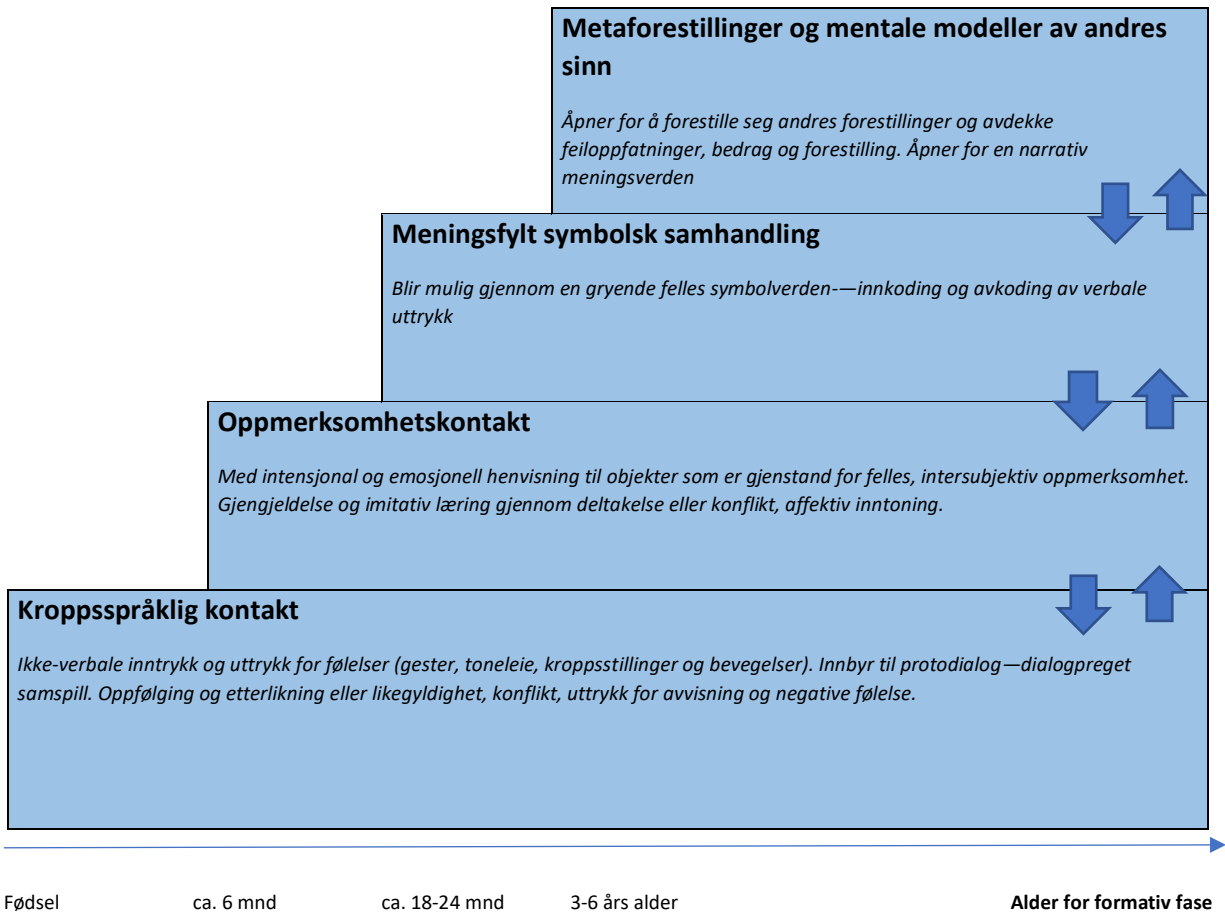 Metaforestillinger og mentale modeller av andres
sinn
Åpner for å forestille seg andres forestillinger og avdekke
feiloppfatninger, bedrag og forestilling. Åpner for en narrativ
meningsverden
Meningsfylt symbolsk samhandling
Blir mulig gjennom en gryende felles symbolverden-—innkoding og avkoding av verbale
uttrykk
Oppmerksomhetskontakt
Med intensjonal og emosjonell henvisning til objekter som er gjenstand for felles, intersubjektiv oppmerksomhet.
Gjengjeldelse og imitativ læring gjennom deltakelse eller konflikt, affektiv inntoning.
Kroppsspråklig kontakt
Ikke-verbale inntrykk og uttrykk for følelser (gester, toneleie, kroppsstillinger og bevegelser). Innbyr til protodialog—dialogpreget
samspill. Oppfølging og etterlikning eller likegyldighet, konflikt, uttrykk for avvisning og negative følelse.
Fødsel ca. 6 mnd ca. 18-24 mnd 3-6 års alder Alder for formativ fase